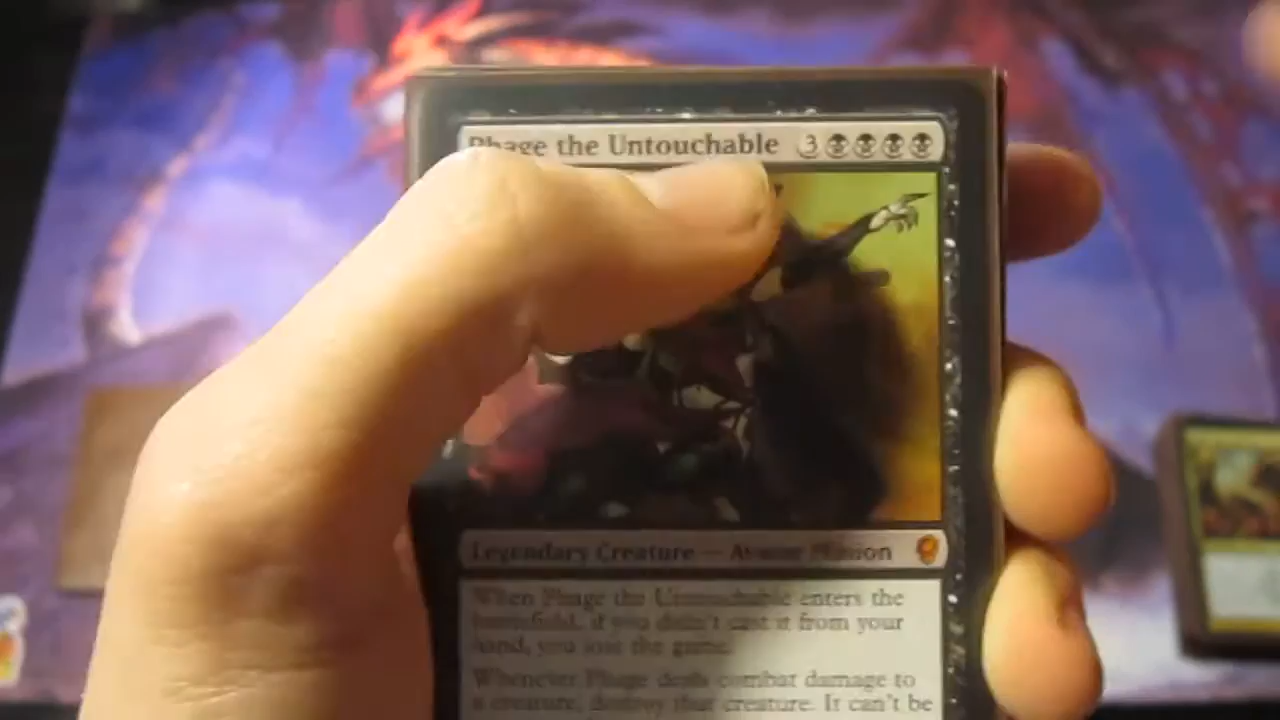 Phage the Untouchable 3
Legendary Creature — Avatar Minion
When Phage the Untouchable enters the
battlefield, if you didn't cast it from your
hand, you lose the game.
Whenever Phage deals combat damage to
a creature, destroy that creature. It can't be